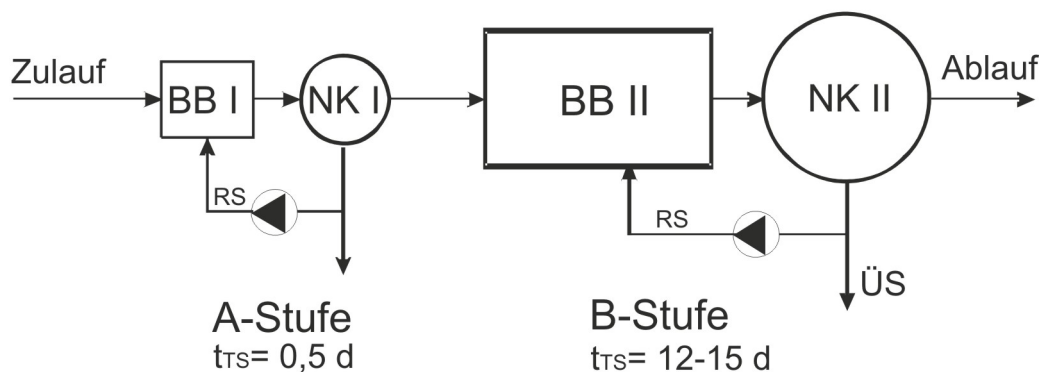 Zulauf
BB I
NK I
BB II
NK II
Ablauf
RS
RS
ÜS
A-Stufe
tTS= 0,5 d
B-Stufe
tTS= 12-15 d